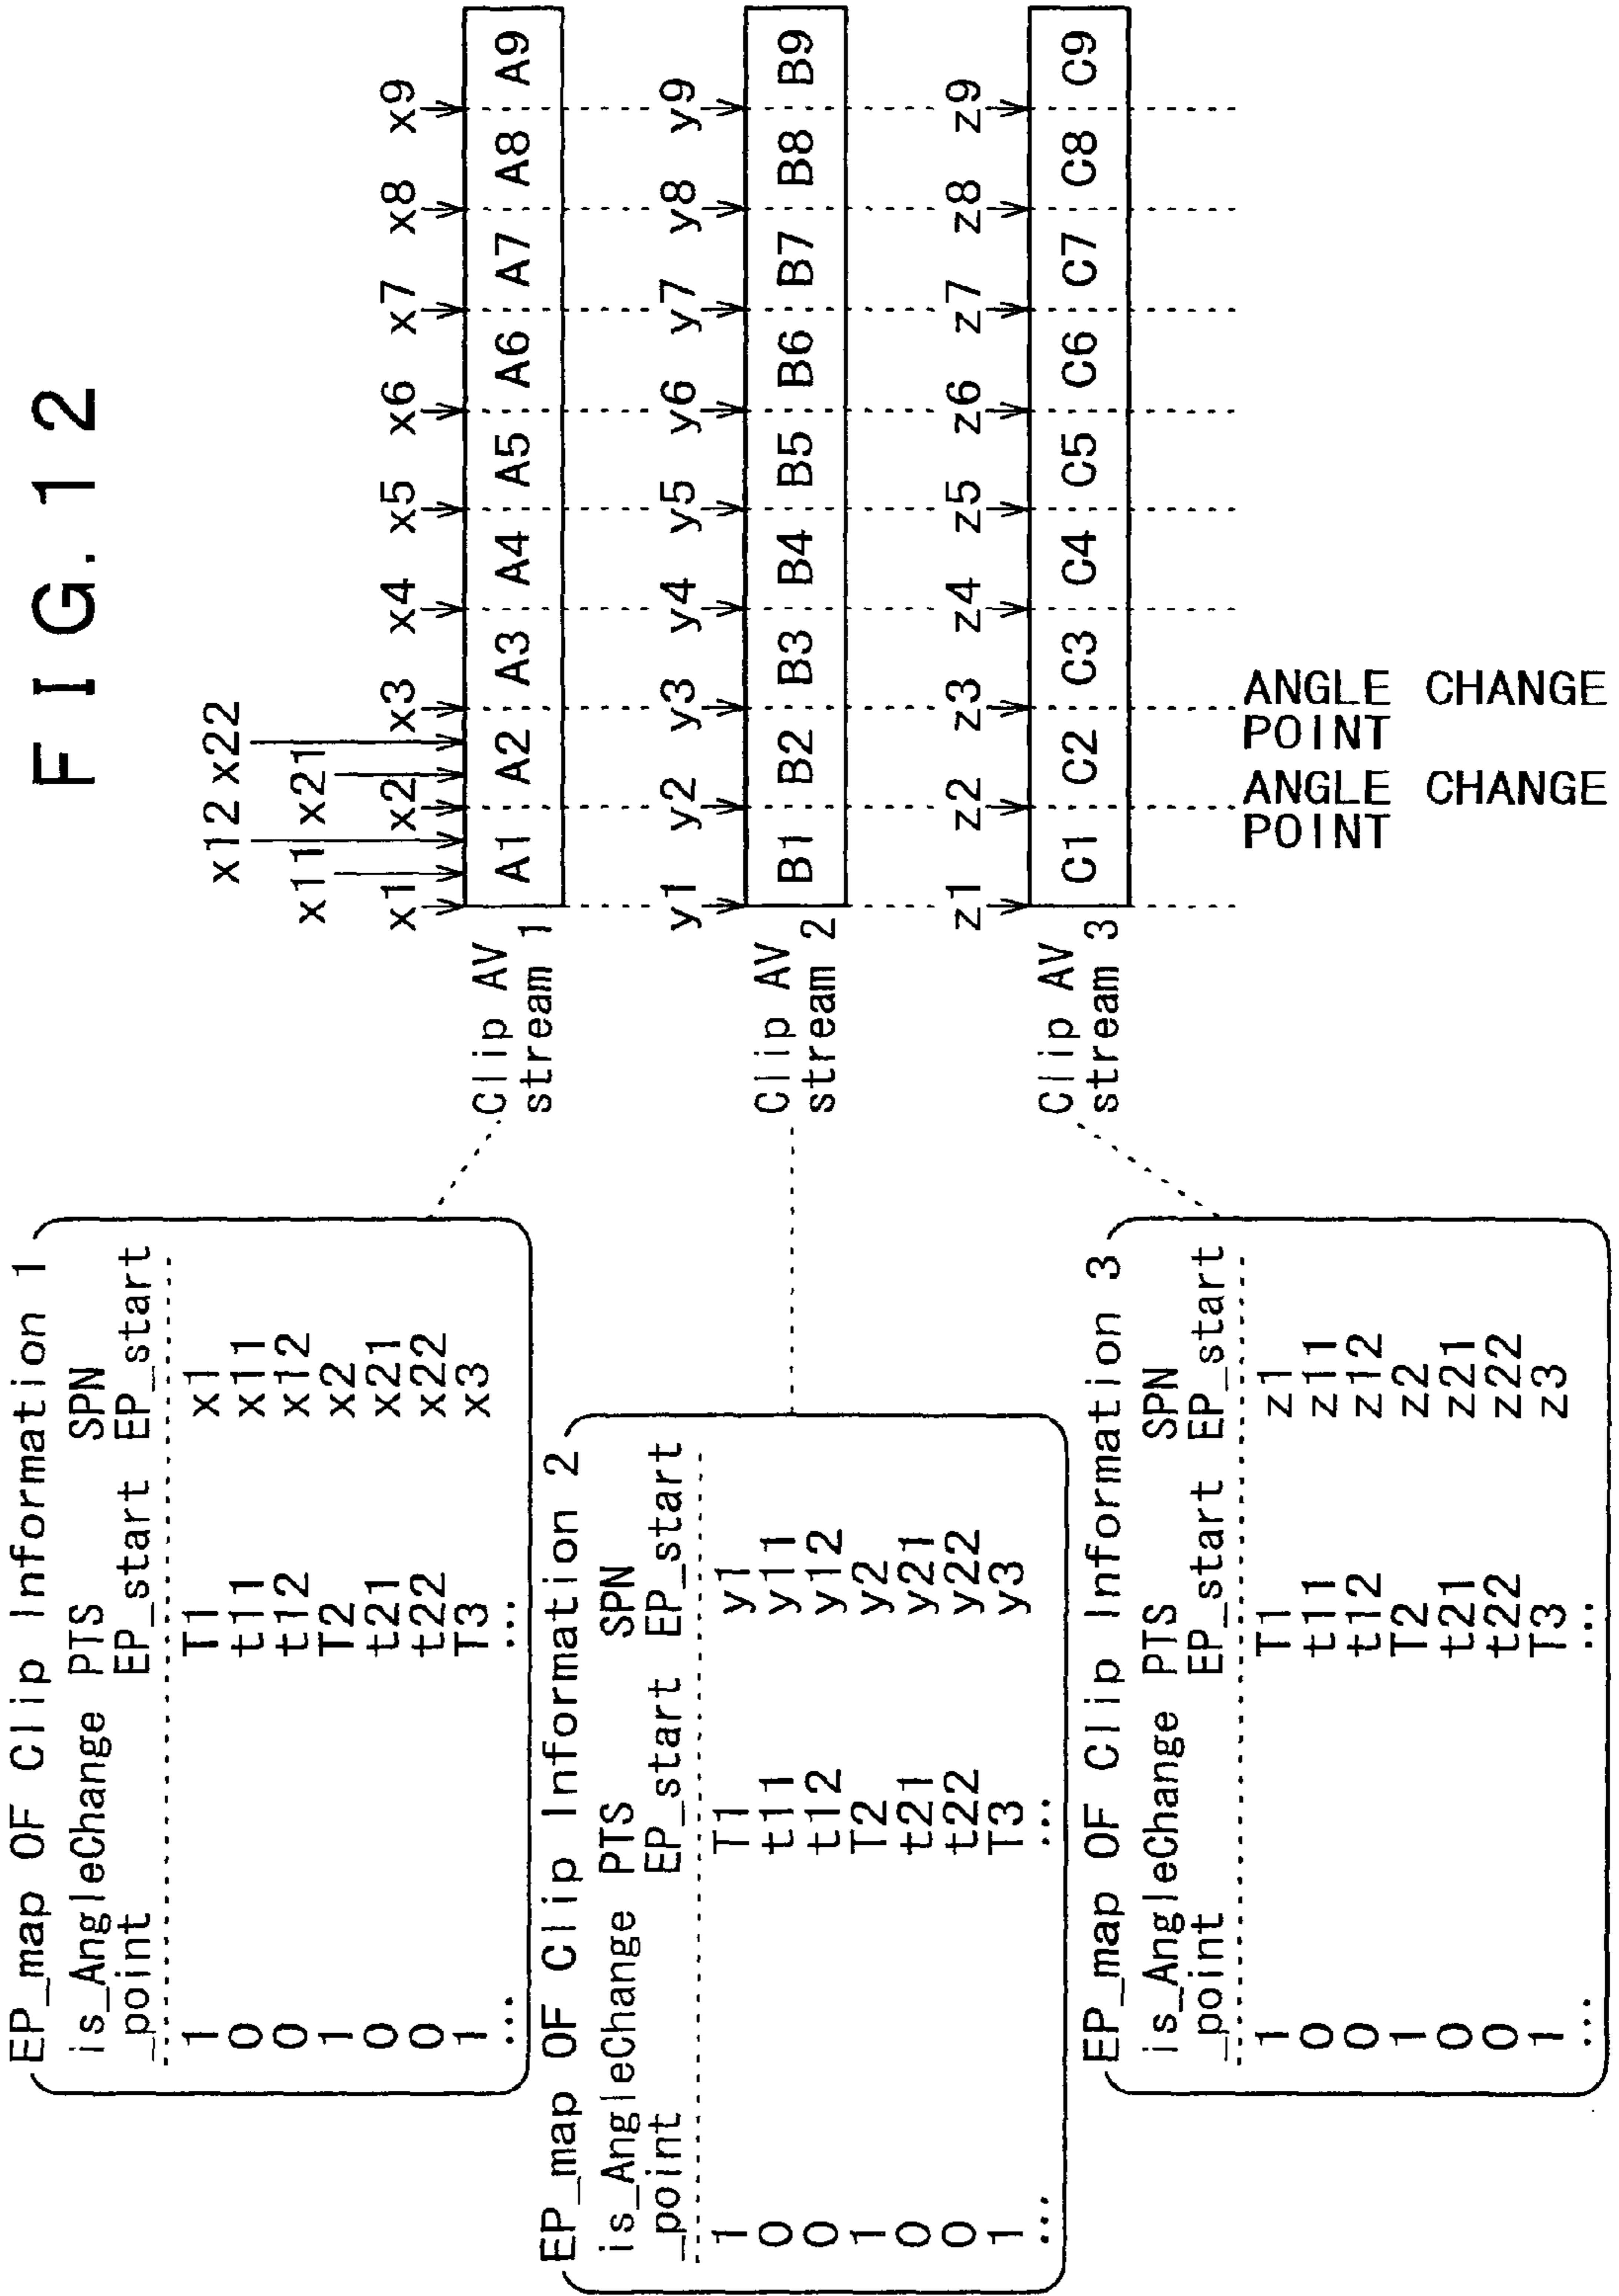 FIG.12
EP_map OF Clip Information 1
is_AngleChange PTS SPN
_point EP_start EP_start
1 T1 x1
0 t11 x11
0 t12 x12
1 T2 x2
0 t21 x21
0 t22 x22
1 T3 x3
... ...
EP_map OF Clip Information 2
is_AngleChange PTS SPN
_point EP_start EP_start
1 T1 y1
0 t11 y11
0 t12 y12
1 T2 y2
0 t21 y21
0 t22 y22
1 T3 y3
... ...
EP_map OF Clip Information 3
is_AngleChange PTS SPN
_point EP_start EP_start
1 T1 z1
0 t11 z11
0 t12 z12
1 T2 z2
0 t21 z21
0 t22 z22
1 T3 z3
... ...
x12 x22
x11 x21
x1 x2 x3 x4 x5 x6 x7 x8 x9
Clip AV
stream 1
A1 A2 A3 A4 A5 A6 A7 A8 A9
y1 y2 y3 y4 y5 y6 y7 y8 y9
Clip AV
stream 2
B1 B2 B3 B4 B5 B6 B7 B8 B9
z1 z2 z3 z4 z5 z6 z7 z8 z9
Clip AV
stream 3
C1 C2 C3 C4 C5 C6 C7 C8 C9
ANGLE CHANGE
POINT
ANGLE CHANGE
POINT